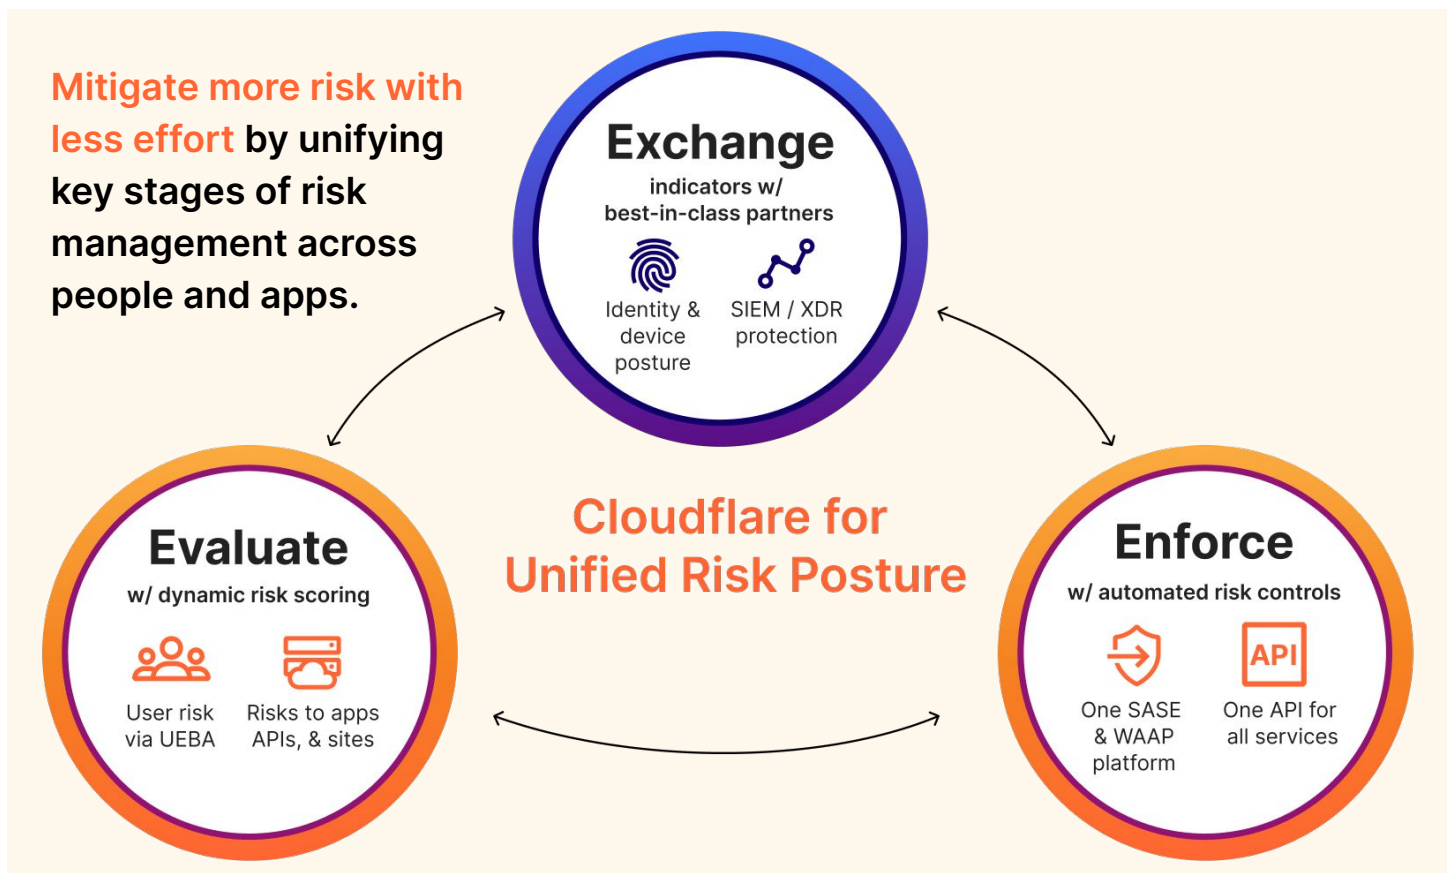 Mitigate more risk with
less effort by unifying
key stages of risk
management across
people and apps.
Exchange
indicators w/
best-in-class partners
Identity &
device
posture
SIEM / XDR
protection
Cloudflare for
Unified Risk Posture
Evaluate
w/ dynamic risk scoring
User risk
via UEBA
Risks to apps
APIs, & sites
Enforce
w/ automated risk controls
One SASE
& WAAP
platform
API
One API for
all services